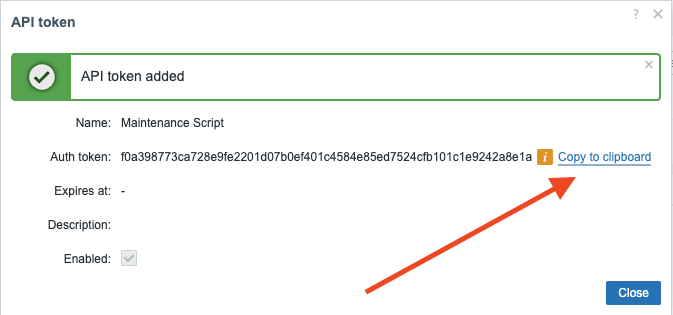 API token
?
API token added
Name: Maintenance Script
Auth token: f0a398773ca728e9fe2201d07b0ef401c4584e85ed7524cfb101c1e9242a8e1a i Copy to clipboard
Expires at: -
Description:
Enabled:
Close